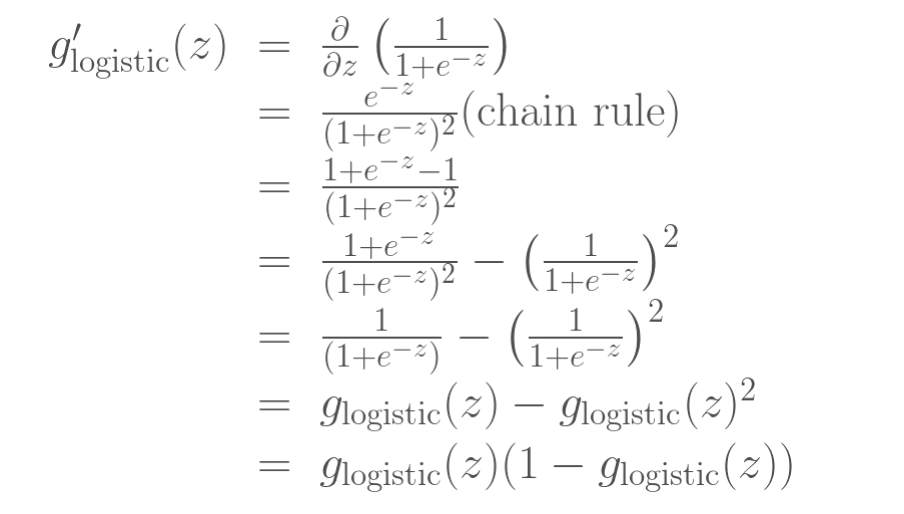 g′_logistic(z) = ∂/∂z (1/(1+e^{−z}))
= e^{−z}/(1+e^{−z})^2 (chain rule)
= (1+e^{−z}−1)/(1+e^{−z})^2
= (1+e^{−z})/(1+e^{−z})^2 − (1/(1+e^{−z}))^2
= 1/(1+e^{−z}) − (1/(1+e^{−z}))^2
= g_logistic(z) − g_logistic(z)^2
= g_logistic(z)(1 − g_logistic(z))